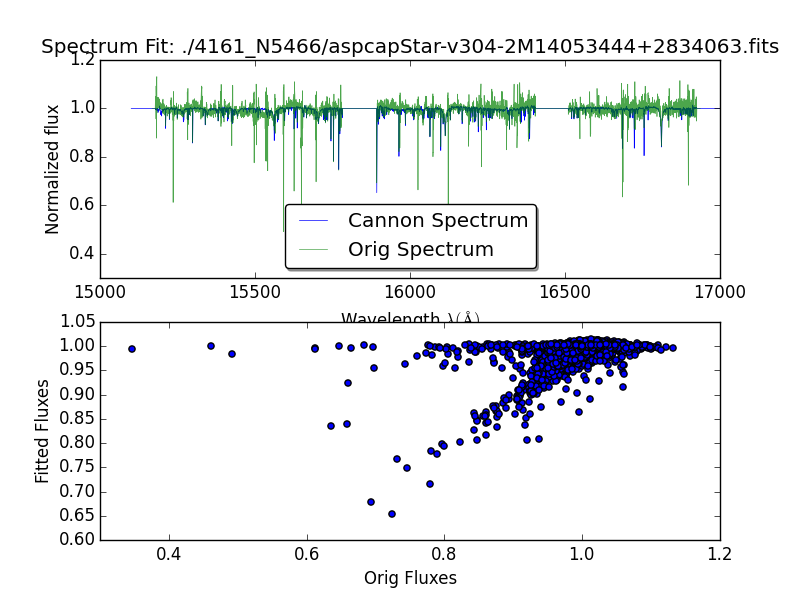 Spectrum Fit: ./4161_N5466/aspcapStar-v304-2M14053444+2834063.fits
1.2
1.0
0.8
0.6
0.4
Normalized flux
Cannon Spectrum
Orig Spectrum
15000 15500 16000 16500 17000
Wavelength λ(Å)
1.05
1.00
0.95
0.90
0.85
0.80
0.75
0.70
0.65
0.60
Fitted Fluxes
0.4 0.6 0.8 1.0 1.2
Orig Fluxes